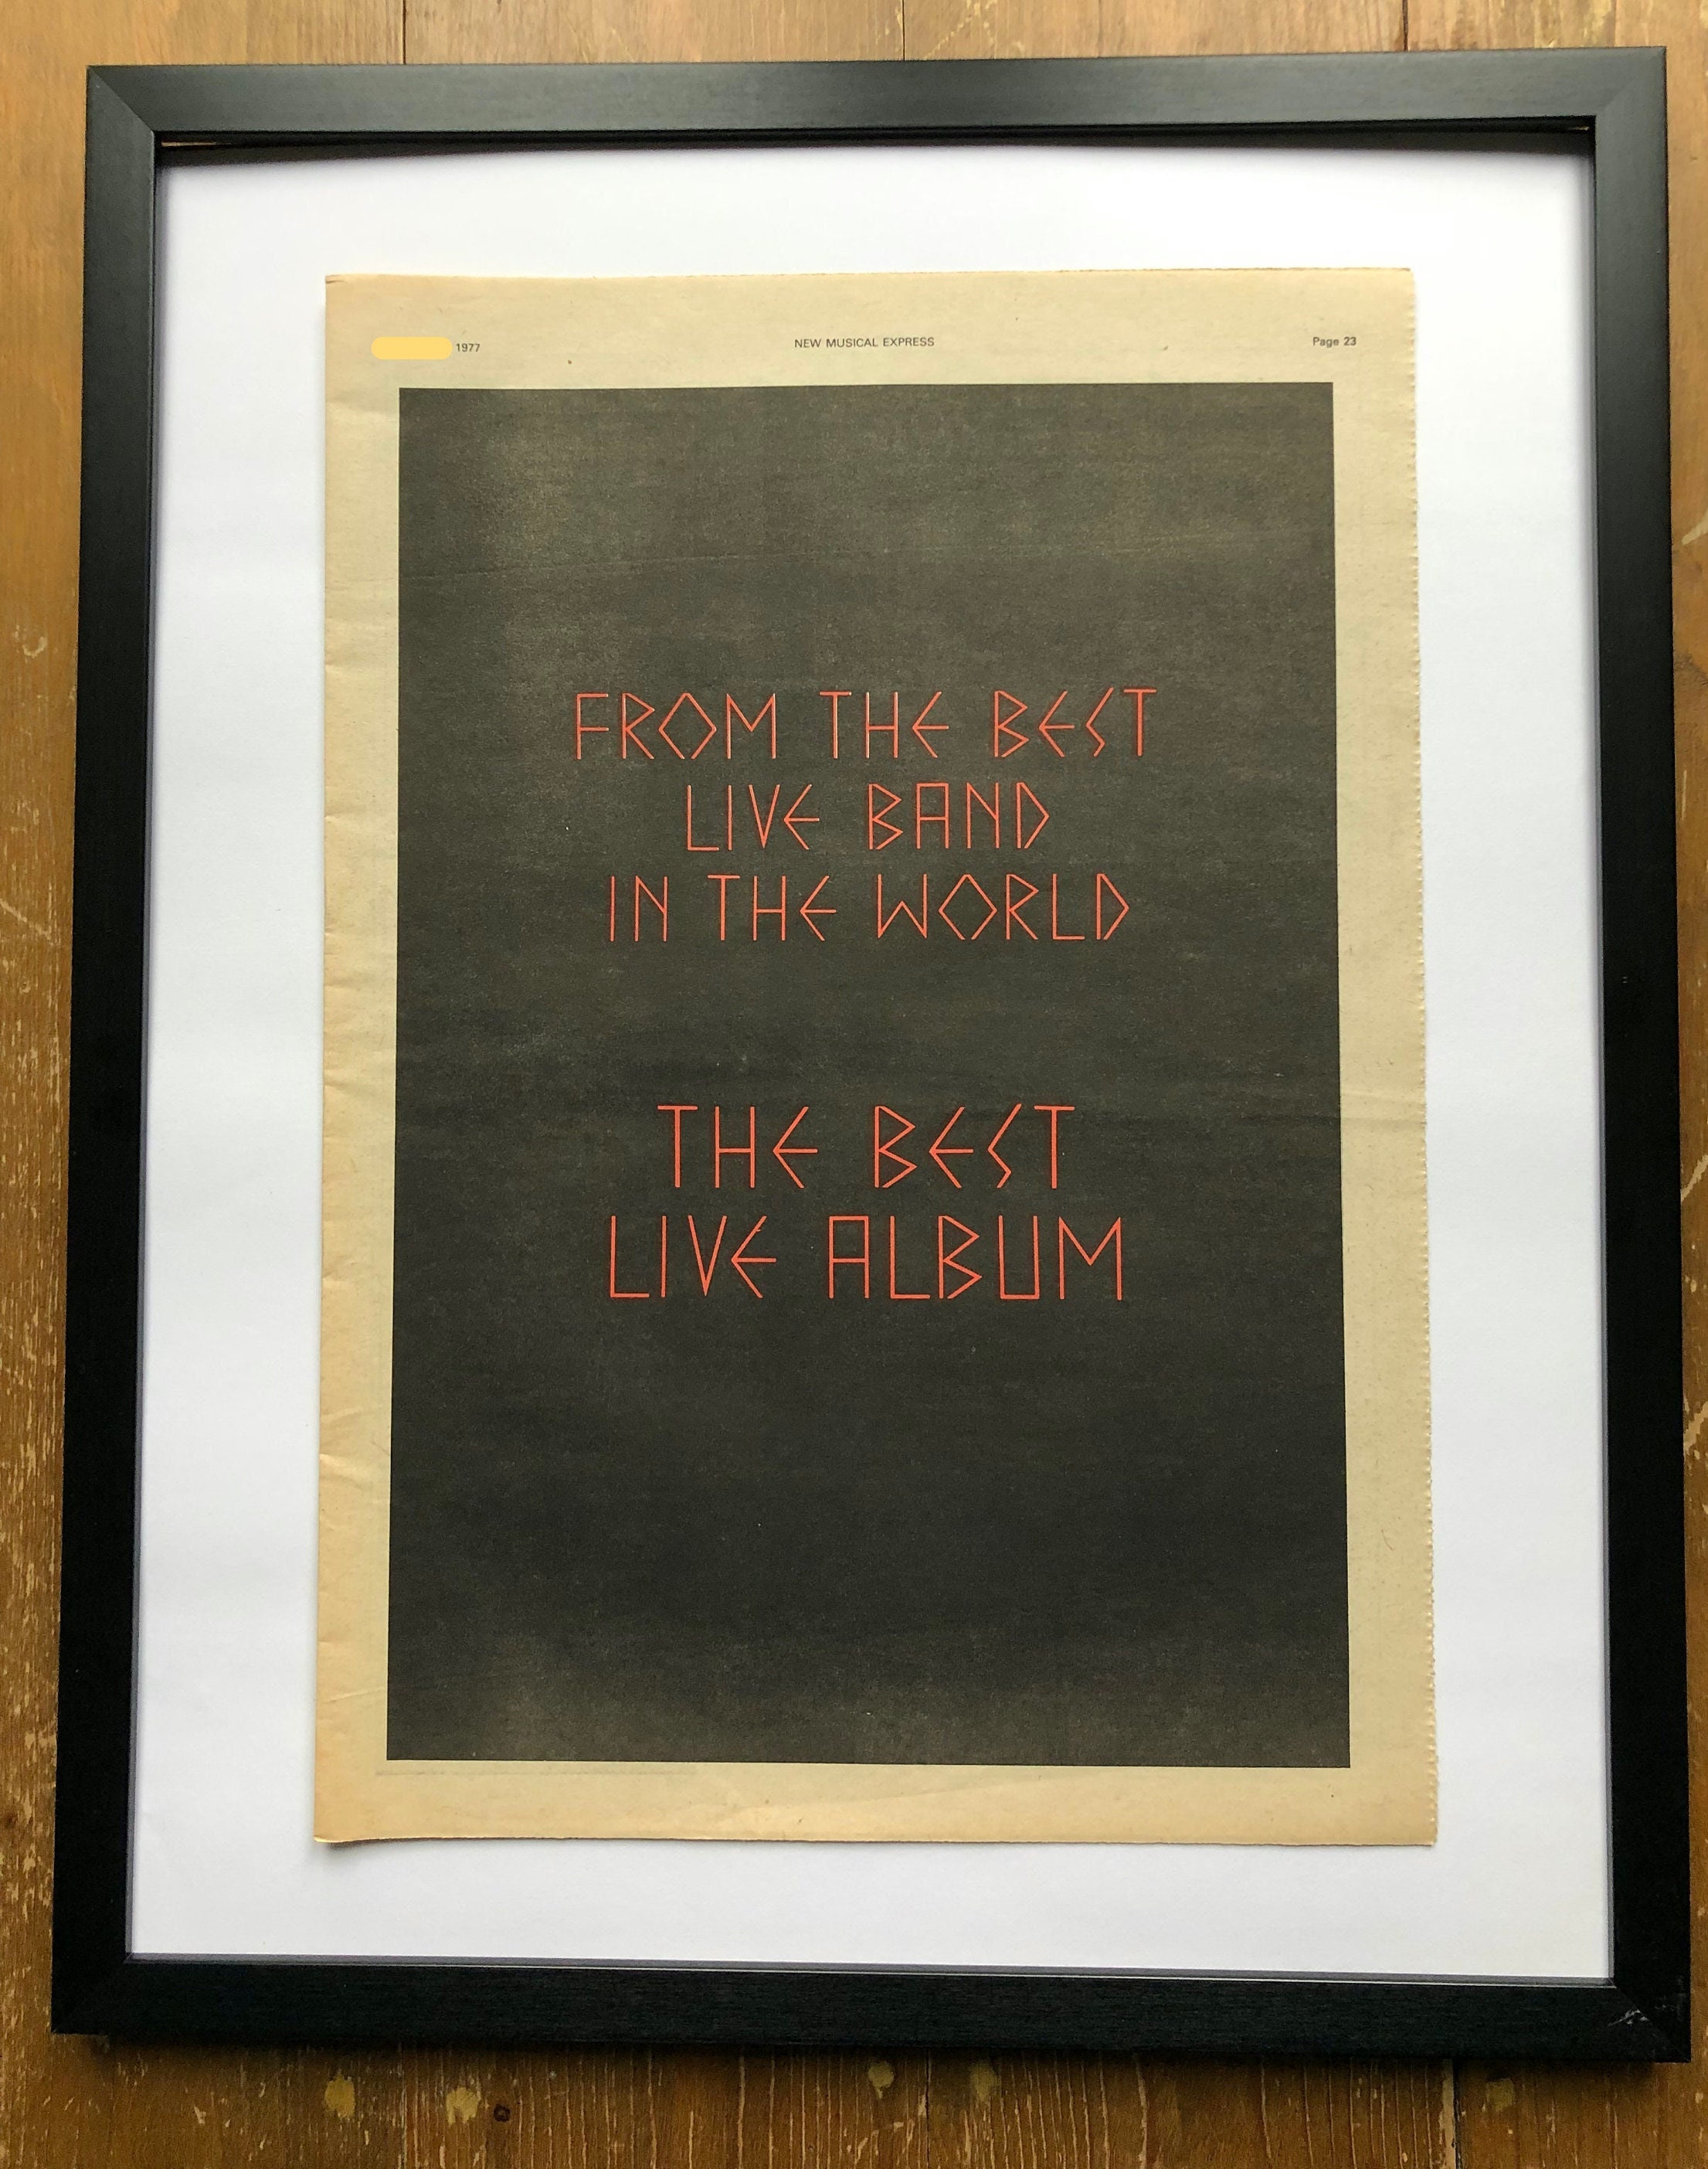 1977 NEW MUSICAL EXPRESS Page 23
FROM THE BEST
LIVE BAND
IN THE WORLD
THE BEST
LIVE ALBUM